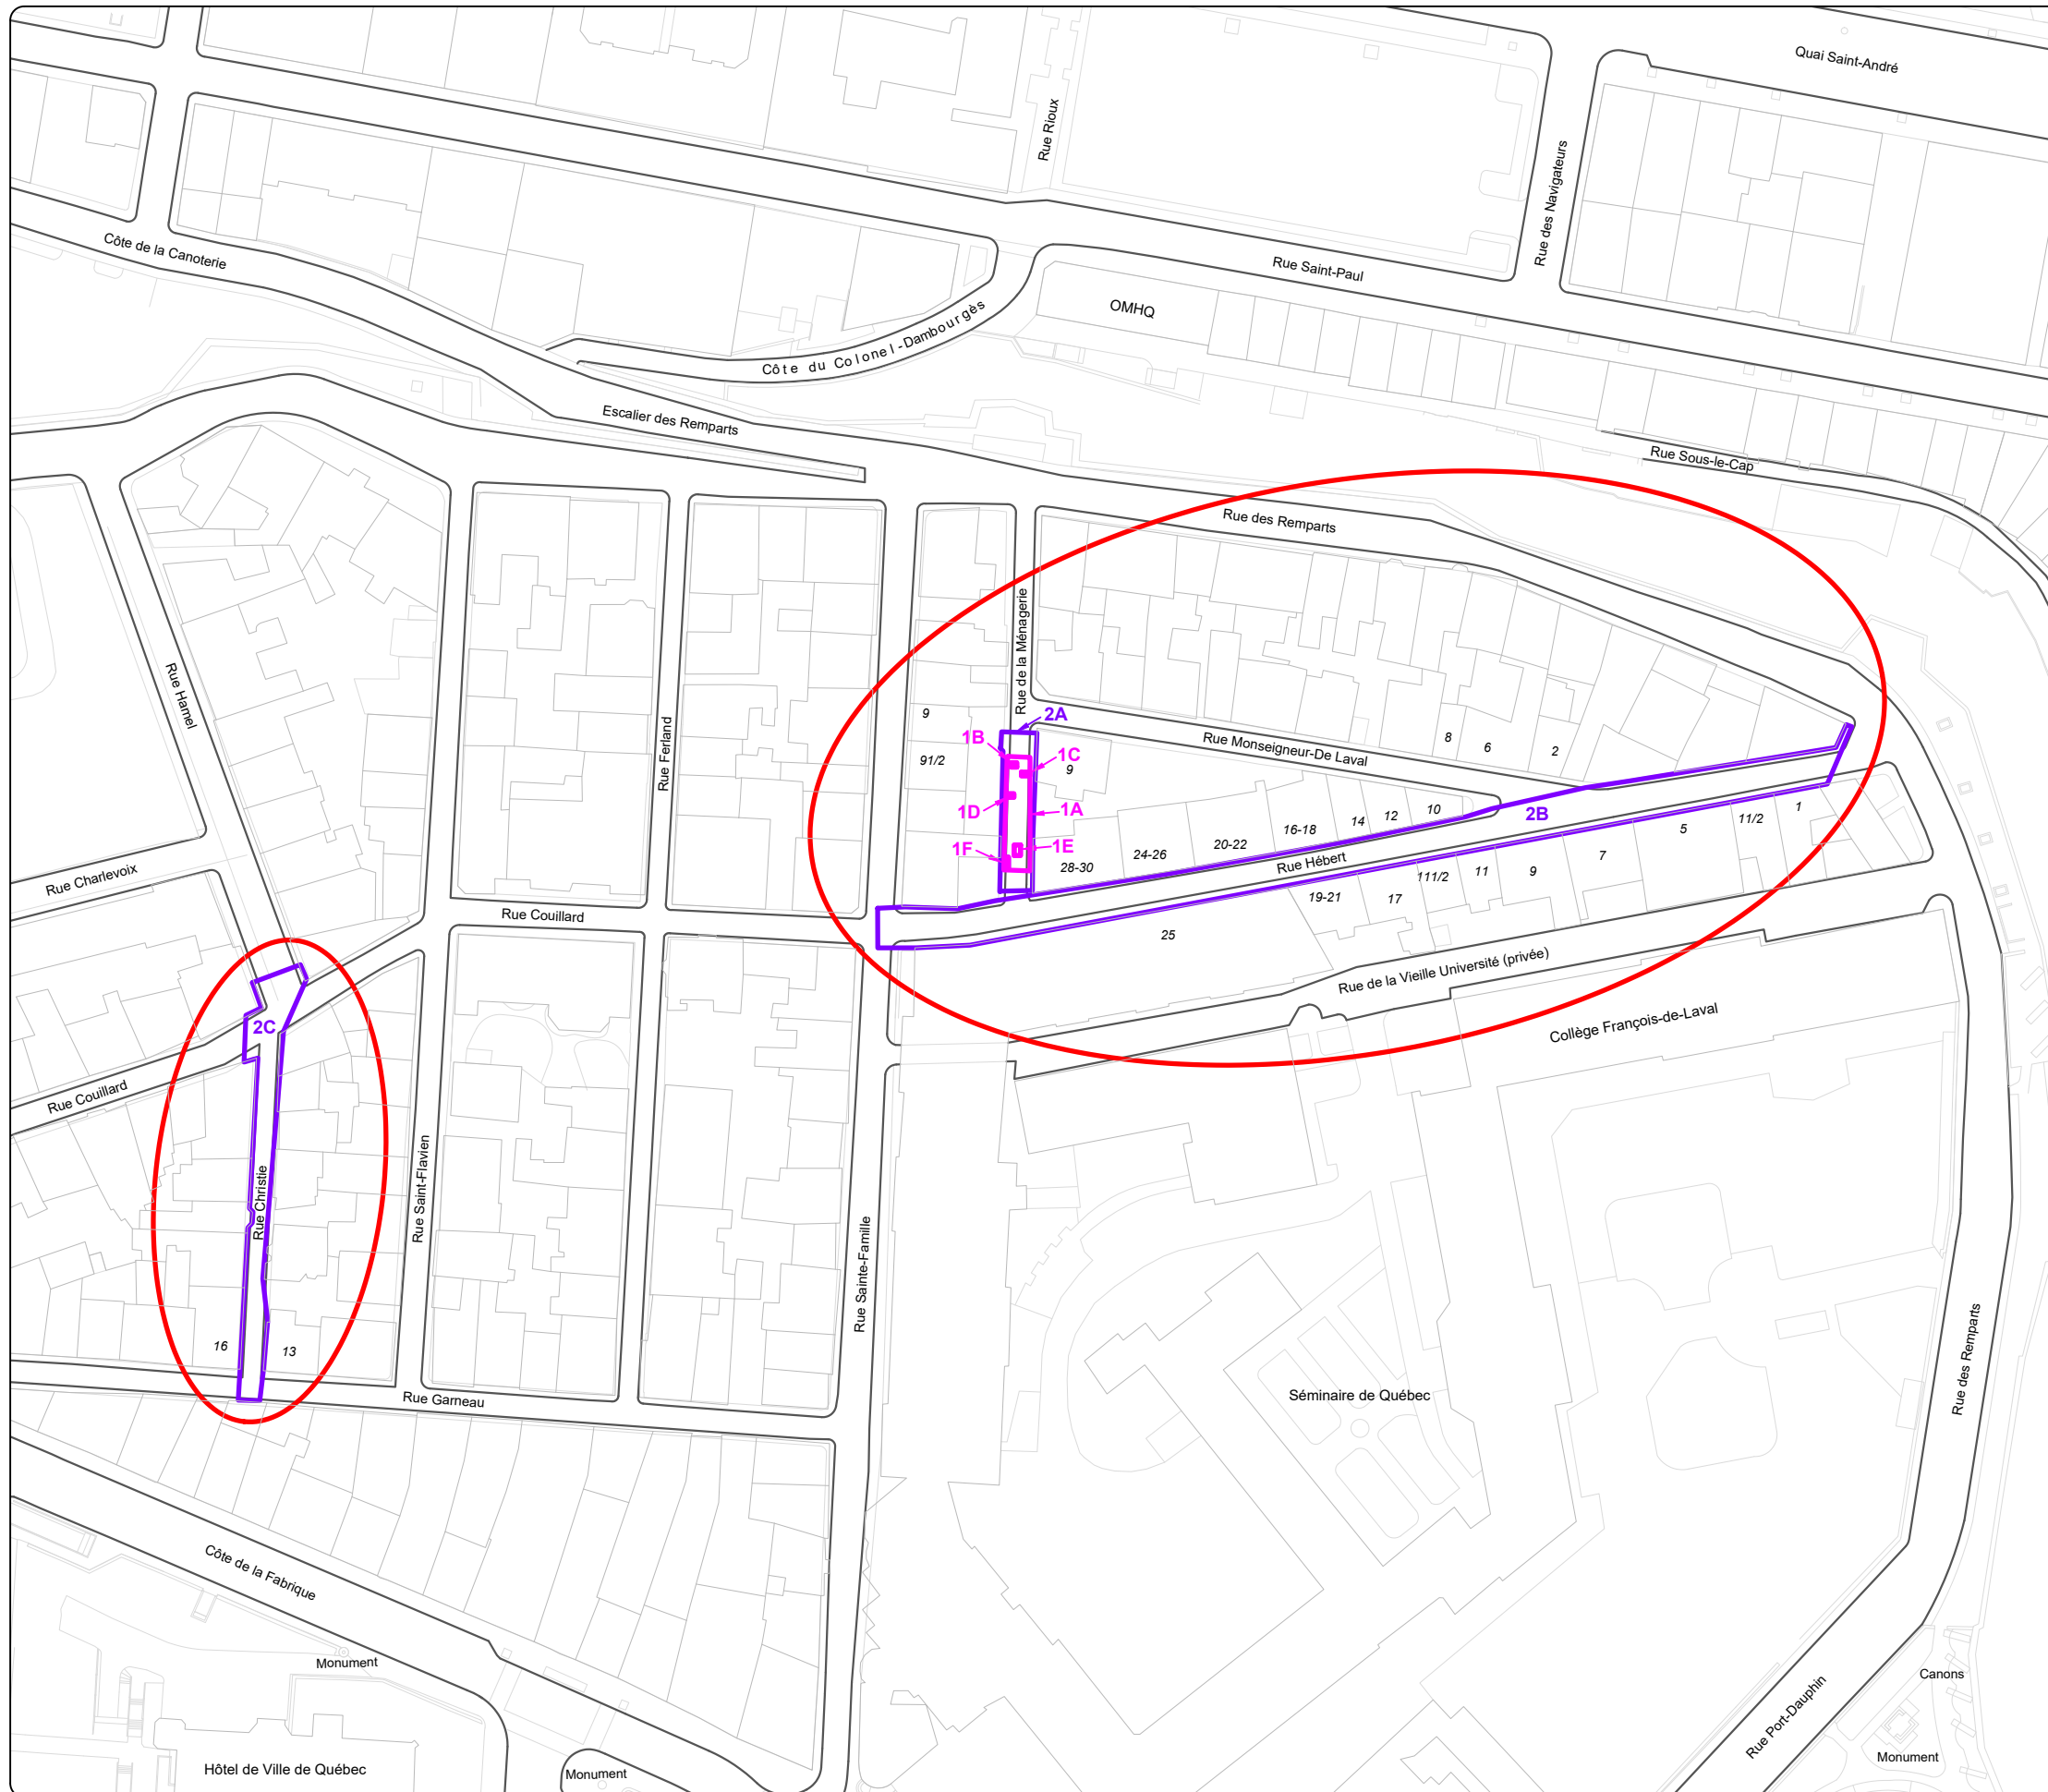 Quai Saint-André
Rue Rioux
Rue des Navigateurs
Côte de la Canoterie
Rue Saint-Paul
OMHQ
Côte du Colonel-Dambourgès
Escalier des Remparts
Rue Sous-le-Cap
Rue des Remparts
Rue de la Ménagerie
Rue Hamel
Rue Ferland
9
2A
1B
Rue Monseigneur-De Laval
8
6
2
91/2
1C
9
1D
1A
10
12
14
16-18
20-22
24-26
28-30
2B
1
11/2
5
7
9
11
111/2
17
19-21
25
1F
1E
Rue Hébert
Rue Charlevoix
Rue Couillard
Rue de la Vieille Université (privée)
Collège François-de-Laval
2C
Rue Couillard
Rue Christie
Rue Saint-Flavien
Rue Sainte-Famille
Rue des Remparts
16
13
Rue Garneau
Séminaire de Québec
Côte de la Fabrique
Monument
Hôtel de Ville de Québec
Monument
Rue Port-Dauphin
Canons
Monument